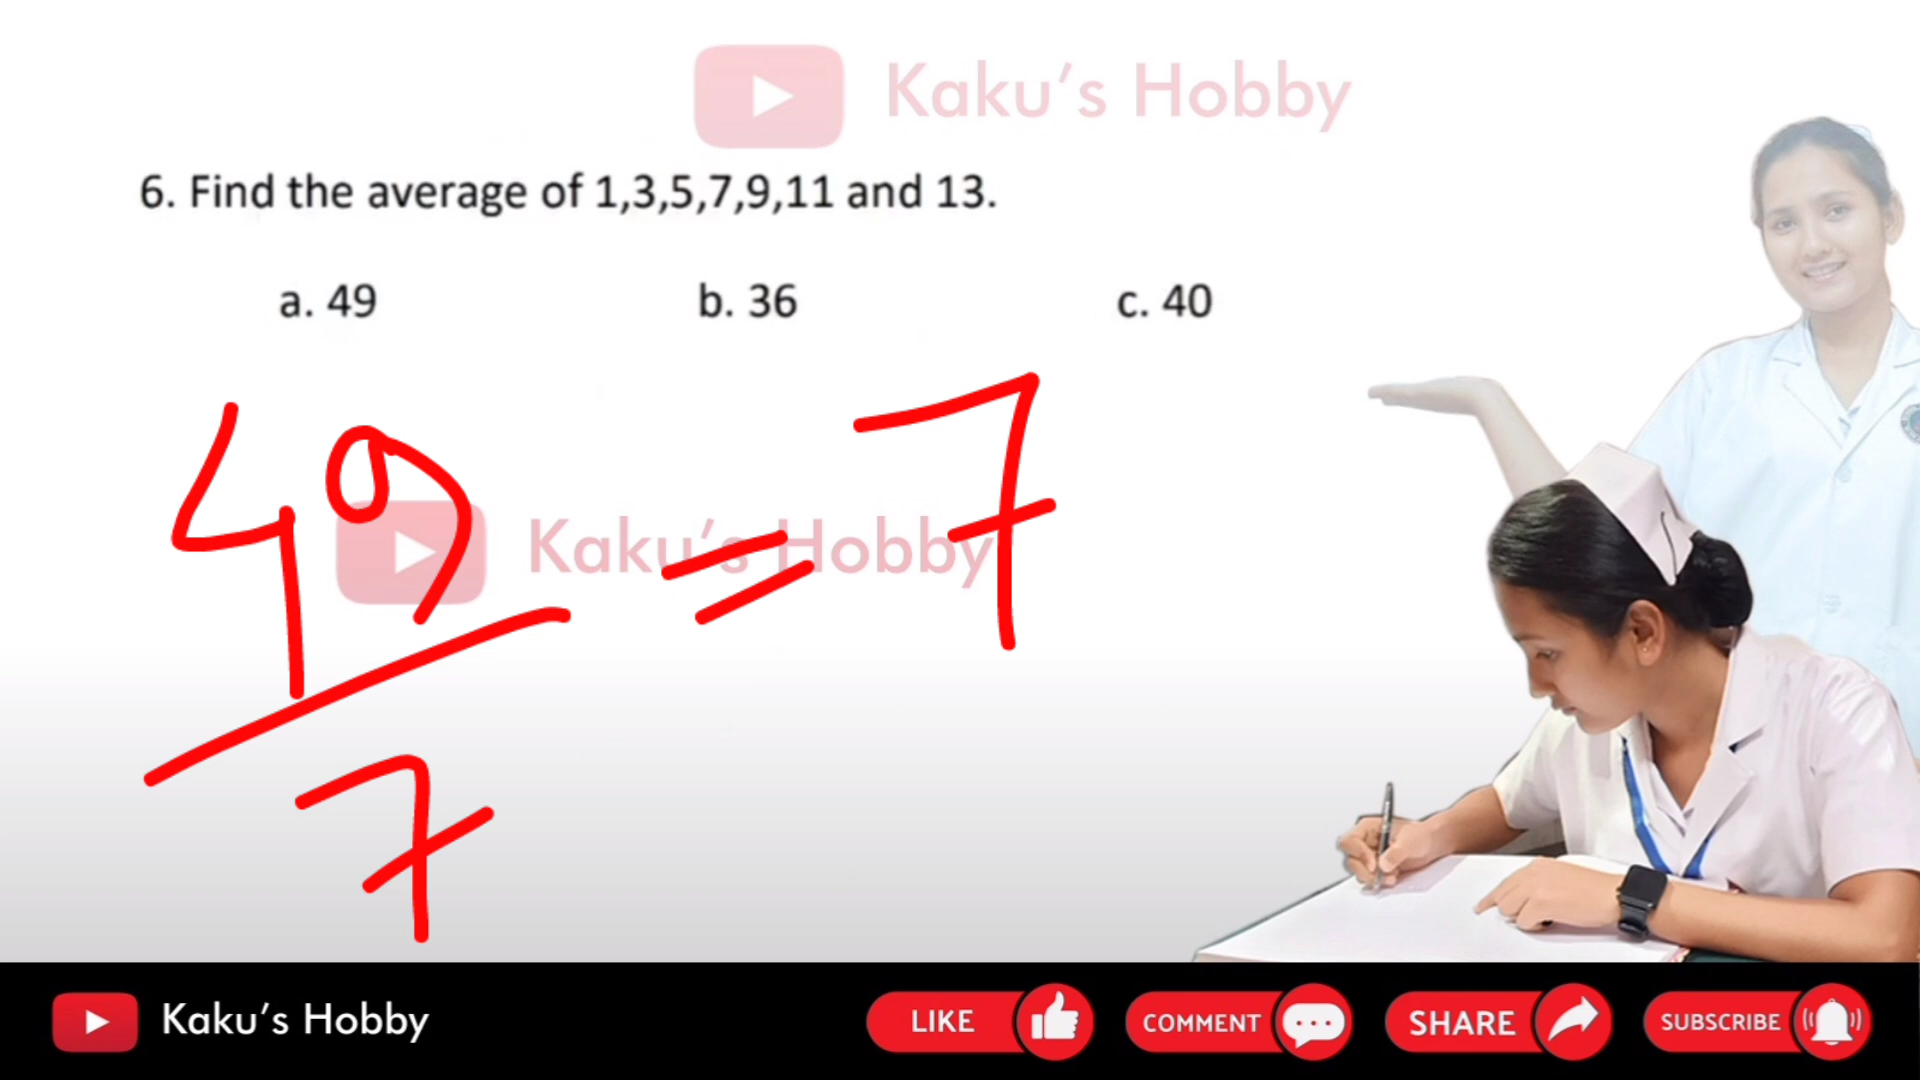 Kaku's Hobby
6. Find the average of 1,3,5,7,9,11 and 13.
a. 49 b. 36 c. 40
49/7 = 7
Kaku's Hobby
Kaku's Hobby LIKE COMMENT SHARE SUBSCRIBE